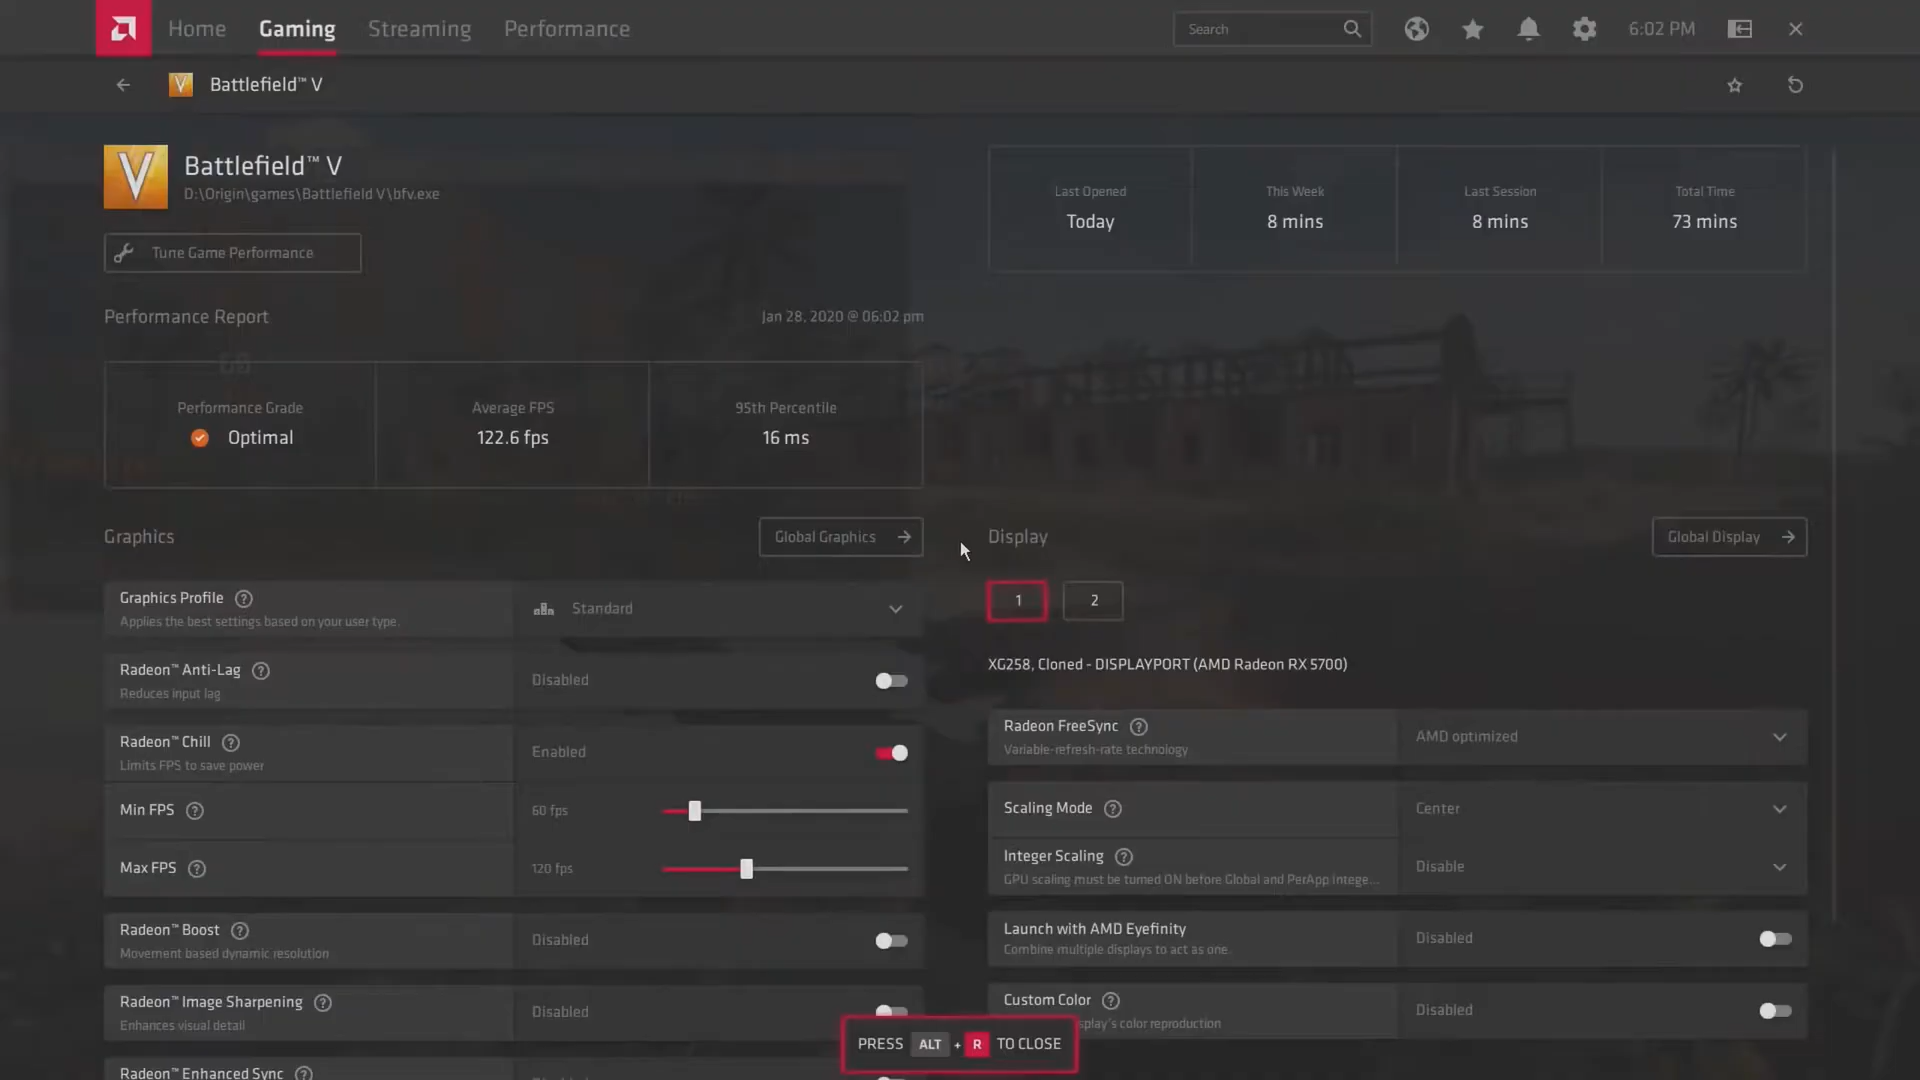 Home
Gaming
Streaming
Performance
Search
6:02 PM
Battlefield™ V
Battlefield™ V
D:\Origin\games\Battlefield V\bfv.exe
Tune Game Performance
Last Opened
Today
This Week
8 mins
Last Session
8 mins
Total Time
73 mins
Performance Report
Jan 28, 2020 @ 06:02 pm
Performance Grade
Optimal
Average FPS
122.6 fps
95th Percentile
16 ms
Graphics
Global Graphics
Graphics Profile
Applies the best settings based on your user type.
Standard
Radeon™ Anti-Lag
Reduces input lag
Disabled
Radeon™ Chill
Limits FPS to save power
Enabled
Min FPS
60 fps
Max FPS
120 fps
Radeon™ Boost
Movement based dynamic resolution
Disabled
Radeon™ Image Sharpening
Enhances visual detail
Disabled
Radeon™ Enhanced Sync
Display
Global Display
1
2
XG258, Cloned - DISPLAYPORT (AMD Radeon RX 5700)
Radeon FreeSync
Variable-refresh-rate technology
AMD optimized
Scaling Mode
Center
Integer Scaling
GPU scaling must be turned ON before Global and PerApp intege...
Disable
Launch with AMD Eyefinity
Combine multiple displays to act as one.
Disabled
Custom Color
splay's color reproduction
Disabled
PRESS ALT + R TO CLOSE